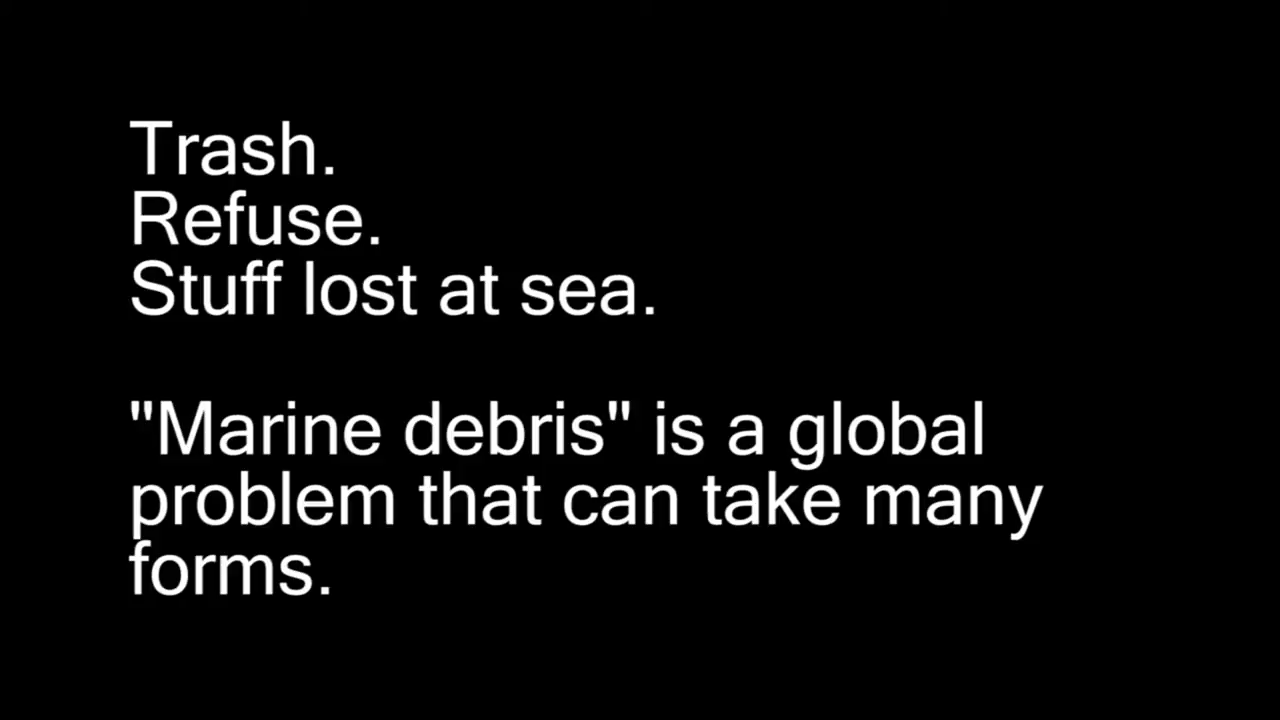 Trash.
Refuse.
Stuff lost at sea.
"Marine debris" is a global
problem that can take many
forms.